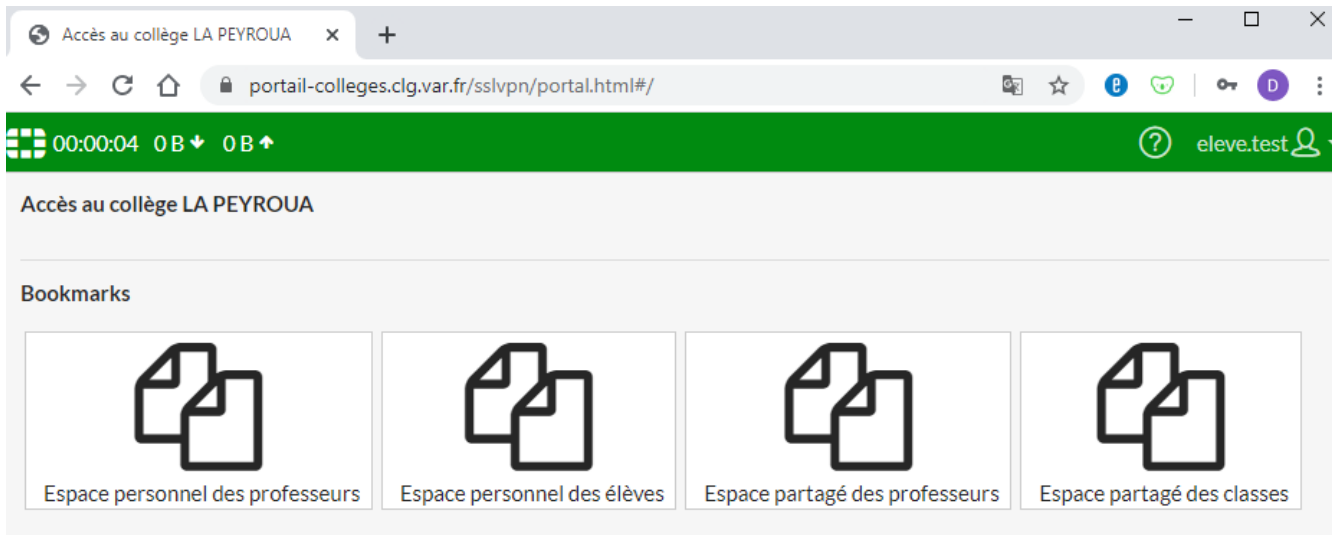 Accès au collège LA PEYROUA
portail-colleges.clg.var.fr/sslvpn/portal.html#/
D
00:00:04 0 B 0 B
eleve.test
Accès au collège LA PEYROUA
Bookmarks
Espace personnel des professeurs
Espace personnel des élèves
Espace partagé des professeurs
Espace partagé des classes